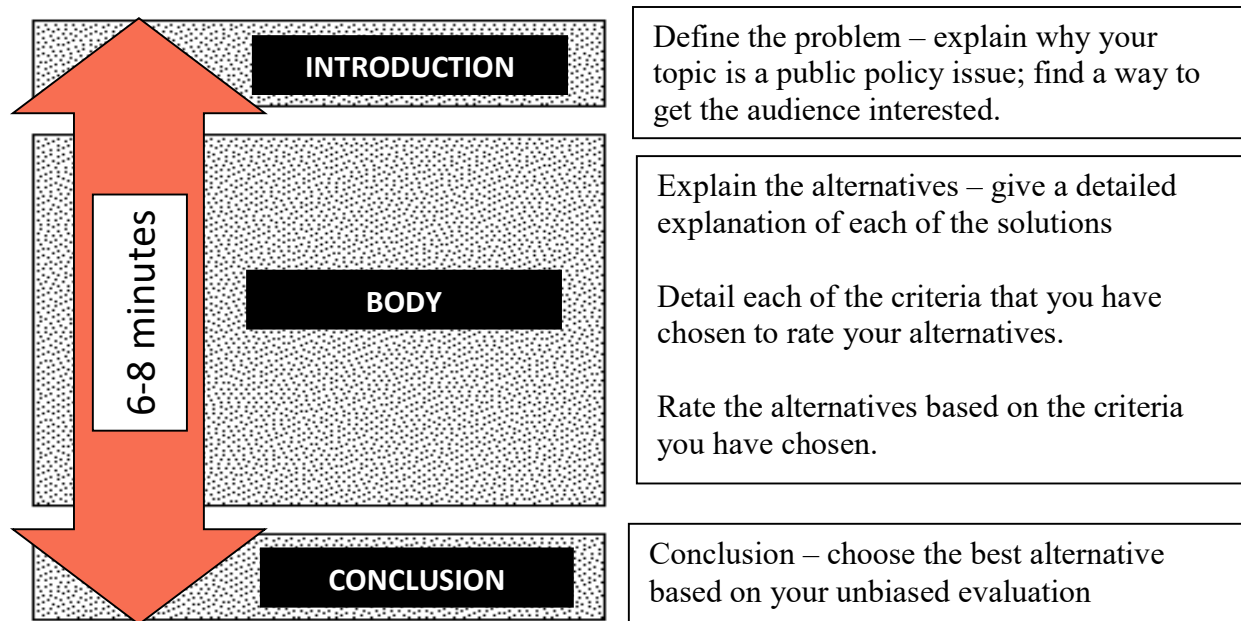 INTRODUCTION
Define the problem – explain why your
topic is a public policy issue; find a way to
get the audience interested.
6-8 minutes
BODY
Explain the alternatives – give a detailed
explanation of each of the solutions
Detail each of the criteria that you have
chosen to rate your alternatives.
Rate the alternatives based on the criteria
you have chosen.
CONCLUSION
Conclusion – choose the best alternative
based on your unbiased evaluation